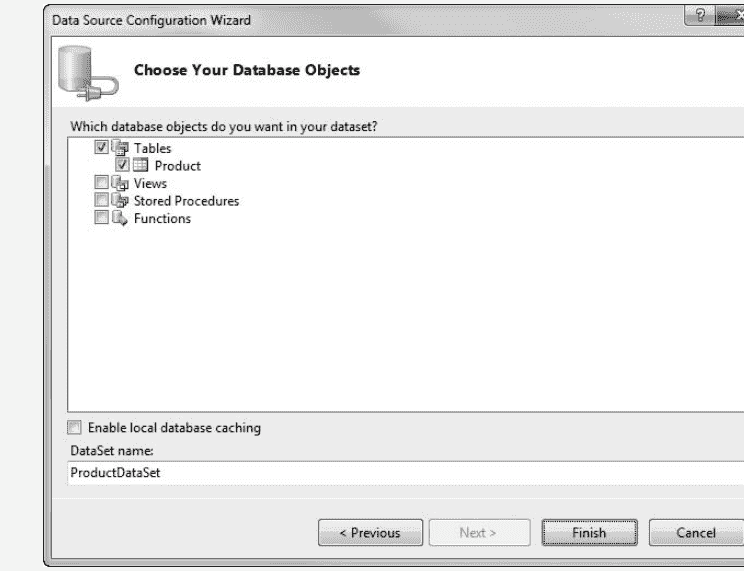 Data Source Configuration Wizard
?
Choose Your Database Objects
Which database objects do you want in your dataset?
Tables
Product
Views
Stored Procedures
Functions
Enable local database caching
DataSet name:
ProductDataSet
< Previous Next > Finish Cancel